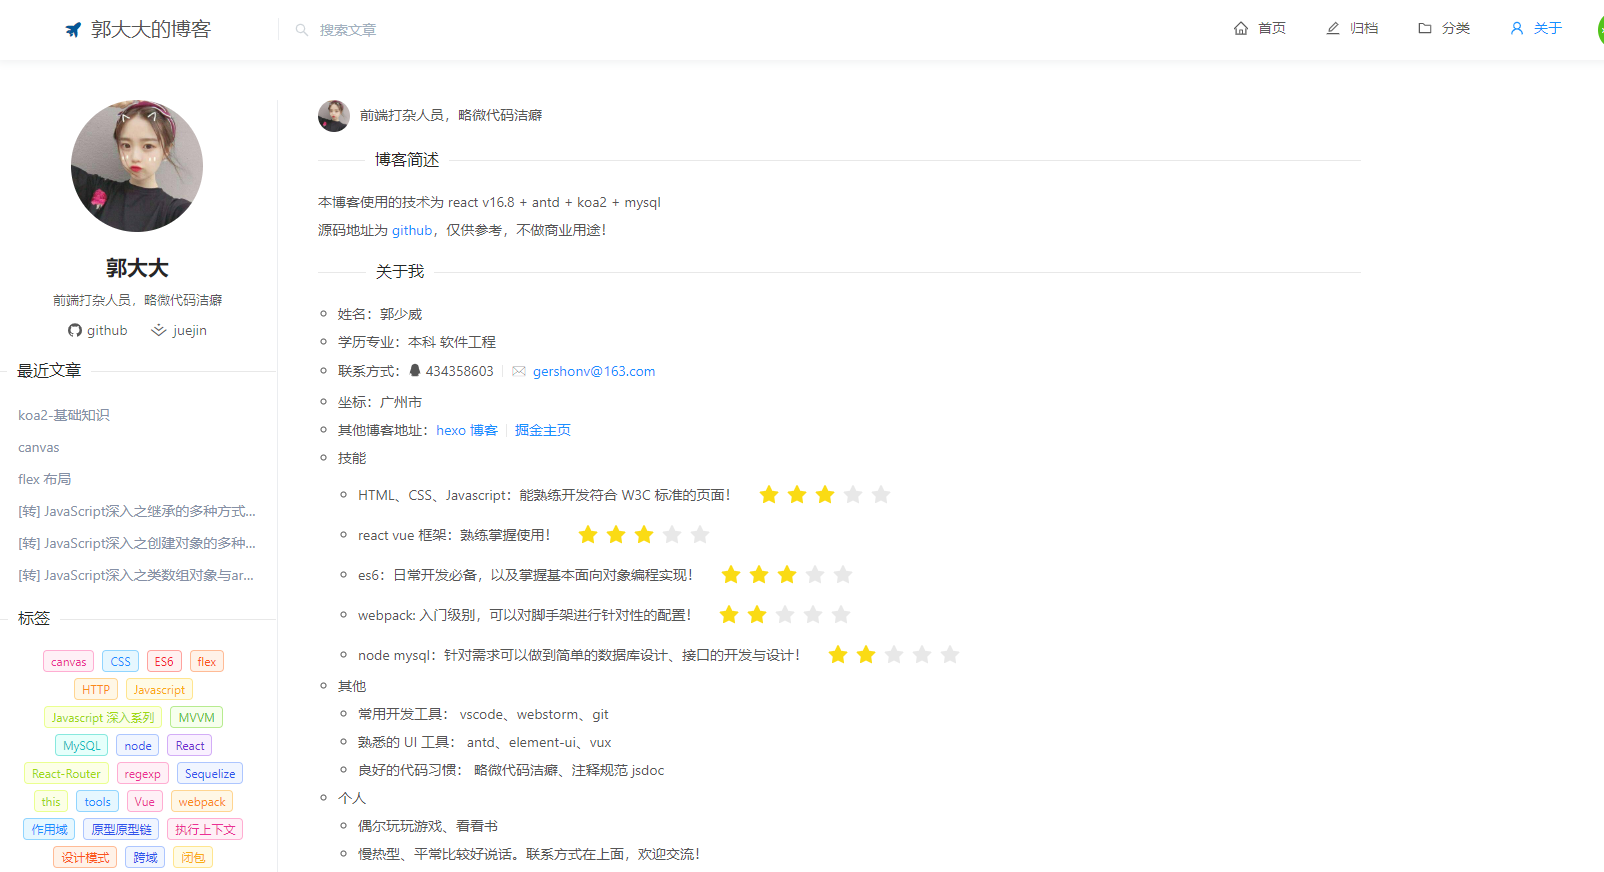 郭大大的博客
搜索文章
首页
归档
分类
关于
郭大大
前端打杂人员，略微代码洁癖
github
juejin
最近文章
koa2-基础知识
canvas
flex 布局
[转] JavaScript深入之继承的多种方式...
[转] JavaScript深入之创建对象的多种...
[转] JavaScript深入之类数组对象与ar...
标签
canvas CSS ES6 flex
HTTP Javascript
Javascript 深入系列 MVVM
MySQL node React
React-Router regexp Sequelize
this tools Vue webpack
作用域 原型原型链 执行上下文
设计模式 跨域 闭包
前端打杂人员，略微代码洁癖
博客简述
本博客使用的技术为 react v16.8 + antd + koa2 + mysql
源码地址为 github，仅供参考，不做商业用途！
关于我
姓名：郭少威
学历专业：本科 软件工程
联系方式： 434358603 gershonv@163.com
坐标：广州市
其他博客地址：hexo 博客 掘金主页
技能
HTML、CSS、Javascript：能熟练开发符合 W3C 标准的页面！
react vue 框架：熟练掌握使用！
es6：日常开发必备，以及掌握基本面向对象编程实现！
webpack: 入门级别，可以对脚手架进行针对性的配置！
node mysql：针对需求可以做到简单的数据库设计、接口的开发与设计！
其他
常用开发工具： vscode、webstorm、git
熟悉的 UI 工具： antd、element-ui、vux
良好的代码习惯： 略微代码洁癖、注释规范 jsdoc
个人
偶尔玩玩游戏、看看书
慢热型、平常比较好说话。联系方式在上面，欢迎交流！